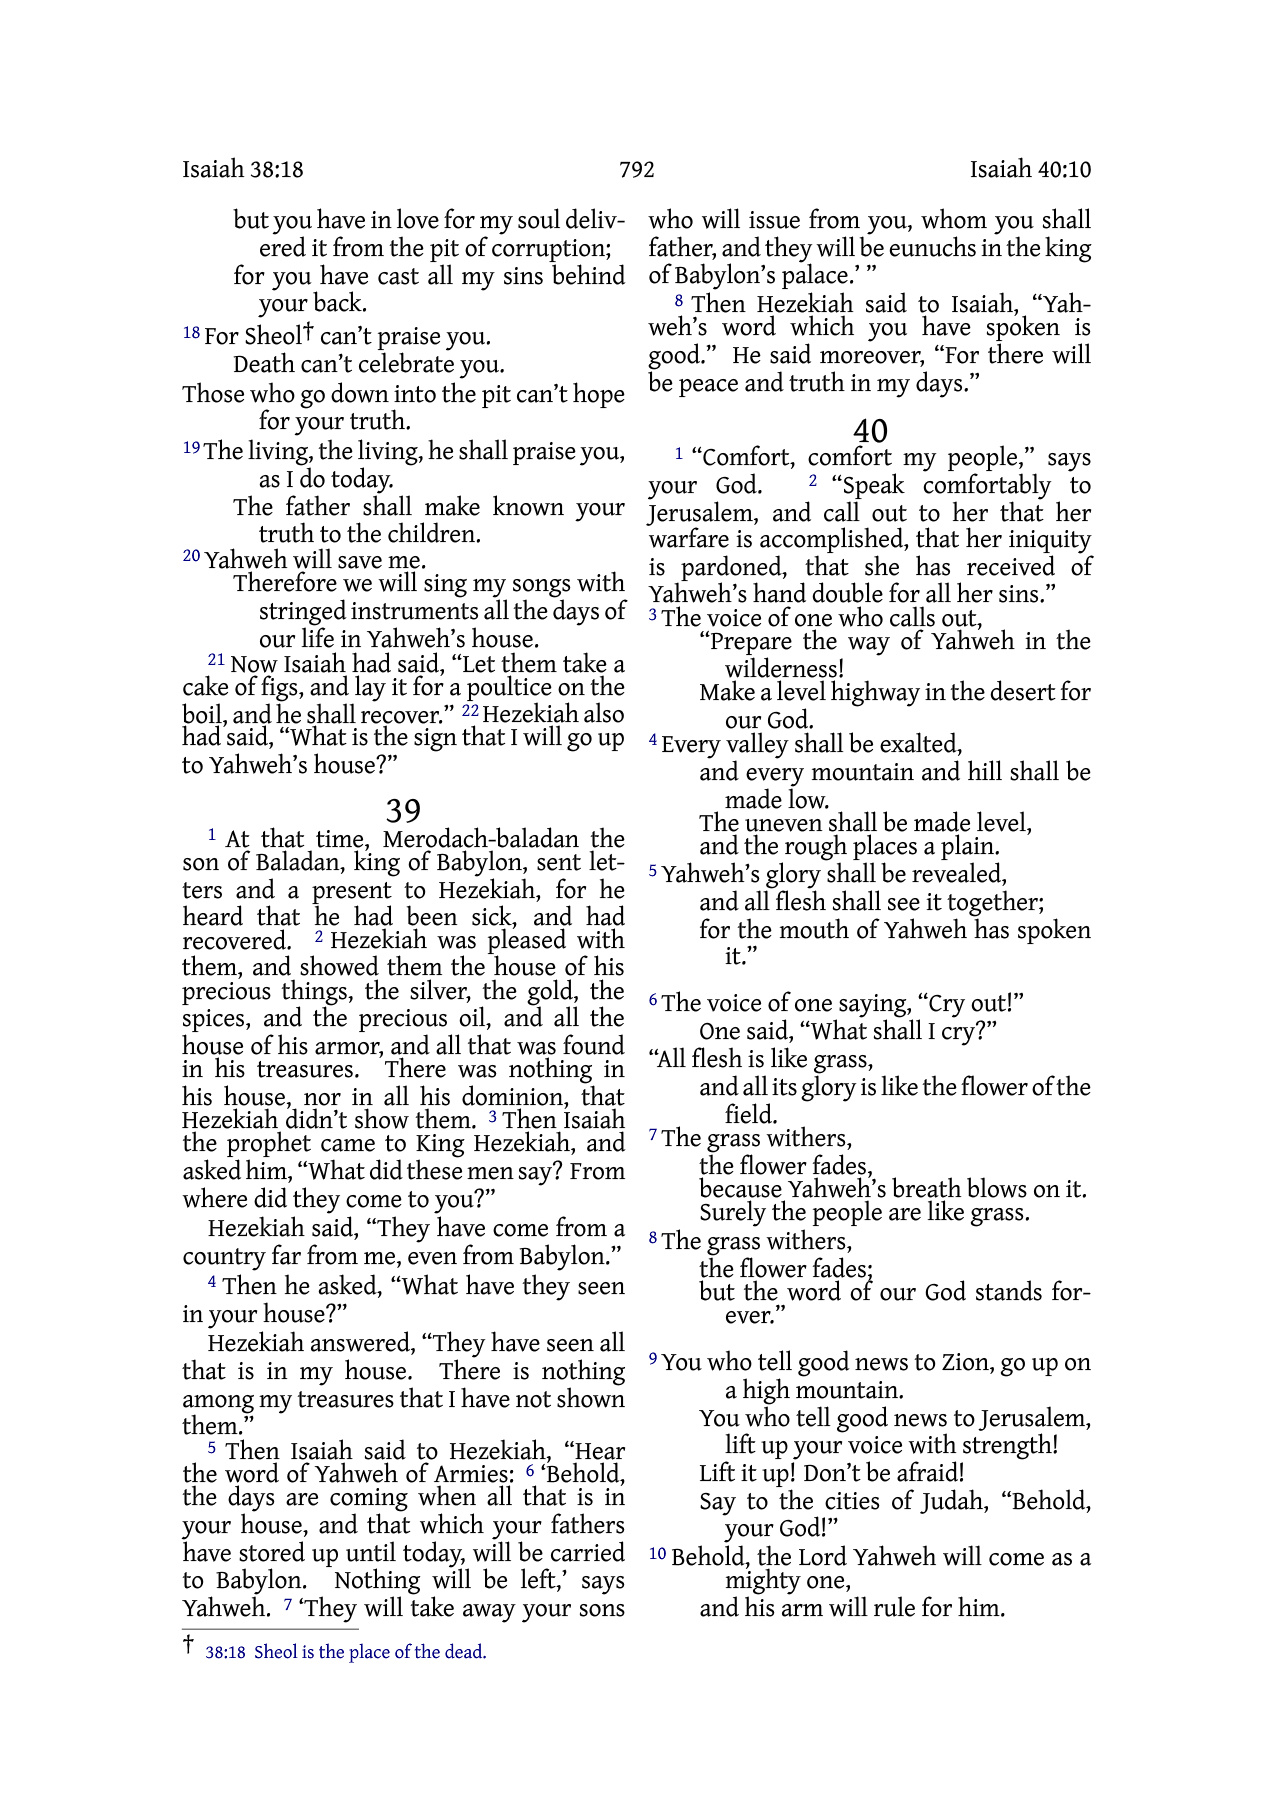 Isaiah 38:18 792 Isaiah 40:10
but you have in love for my soul deliv-
ered it from the pit of corruption;
for you have cast all my sins behind
your back.
18 For Sheol† can’t praise you.
Death can’t celebrate you.
Those who go down into the pit can’t hope
for your truth.
19 The living, the living, he shall praise you,
as I do today.
The father shall make known your
truth to the children.
20 Yahweh will save me.
Therefore we will sing my songs with
stringed instruments all the days of
our life in Yahweh’s house.
21 Now Isaiah had said, “Let them take a
cake of figs, and lay it for a poultice on the
boil, and he shall recover.” 22 Hezekiah also
had said, “What is the sign that I will go up
to Yahweh’s house?”
39
1 At that time, Merodach-baladan the
son of Baladan, king of Babylon, sent let-
ters and a present to Hezekiah, for he
heard that he had been sick, and had
recovered. 2 Hezekiah was pleased with
them, and showed them the house of his
precious things, the silver, the gold, the
spices, and the precious oil, and all the
house of his armor, and all that was found
in his treasures. There was nothing in
his house, nor in all his dominion, that
Hezekiah didn’t show them. 3 Then Isaiah
the prophet came to King Hezekiah, and
asked him, “What did these men say? From
where did they come to you?”
Hezekiah said, “They have come from a
country far from me, even from Babylon.”
4 Then he asked, “What have they seen
in your house?”
Hezekiah answered, “They have seen all
that is in my house. There is nothing
among my treasures that I have not shown
them.”
5 Then Isaiah said to Hezekiah, “Hear
the word of Yahweh of Armies: 6 ‘Behold,
the days are coming when all that is in
your house, and that which your fathers
have stored up until today, will be carried
to Babylon. Nothing will be left,’ says
Yahweh. 7 ‘They will take away your sons
† 38:18 Sheol is the place of the dead.
who will issue from you, whom you shall
father, and they will be eunuchs in the king
of Babylon’s palace.’ ”
8 Then Hezekiah said to Isaiah, “Yah-
weh’s word which you have spoken is
good.” He said moreover, “For there will
be peace and truth in my days.”
40
1 “Comfort, comfort my people,” says
your God. 2 “Speak comfortably to
Jerusalem, and call out to her that her
warfare is accomplished, that her iniquity
is pardoned, that she has received of
Yahweh’s hand double for all her sins.”
3 The voice of one who calls out,
“Prepare the way of Yahweh in the
wilderness!
Make a level highway in the desert for
our God.
4 Every valley shall be exalted,
and every mountain and hill shall be
made low.
The uneven shall be made level,
and the rough places a plain.
5 Yahweh’s glory shall be revealed,
and all flesh shall see it together;
for the mouth of Yahweh has spoken
it.”
6 The voice of one saying, “Cry out!”
One said, “What shall I cry?”
“All flesh is like grass,
and all its glory is like the flower of the
field.
7 The grass withers,
the flower fades,
because Yahweh’s breath blows on it.
Surely the people are like grass.
8 The grass withers,
the flower fades;
but the word of our God stands for-
ever.”
9 You who tell good news to Zion, go up on
a high mountain.
You who tell good news to Jerusalem,
lift up your voice with strength!
Lift it up! Don’t be afraid!
Say to the cities of Judah, “Behold,
your God!”
10 Behold, the Lord Yahweh will come as a
mighty one,
and his arm will rule for him.